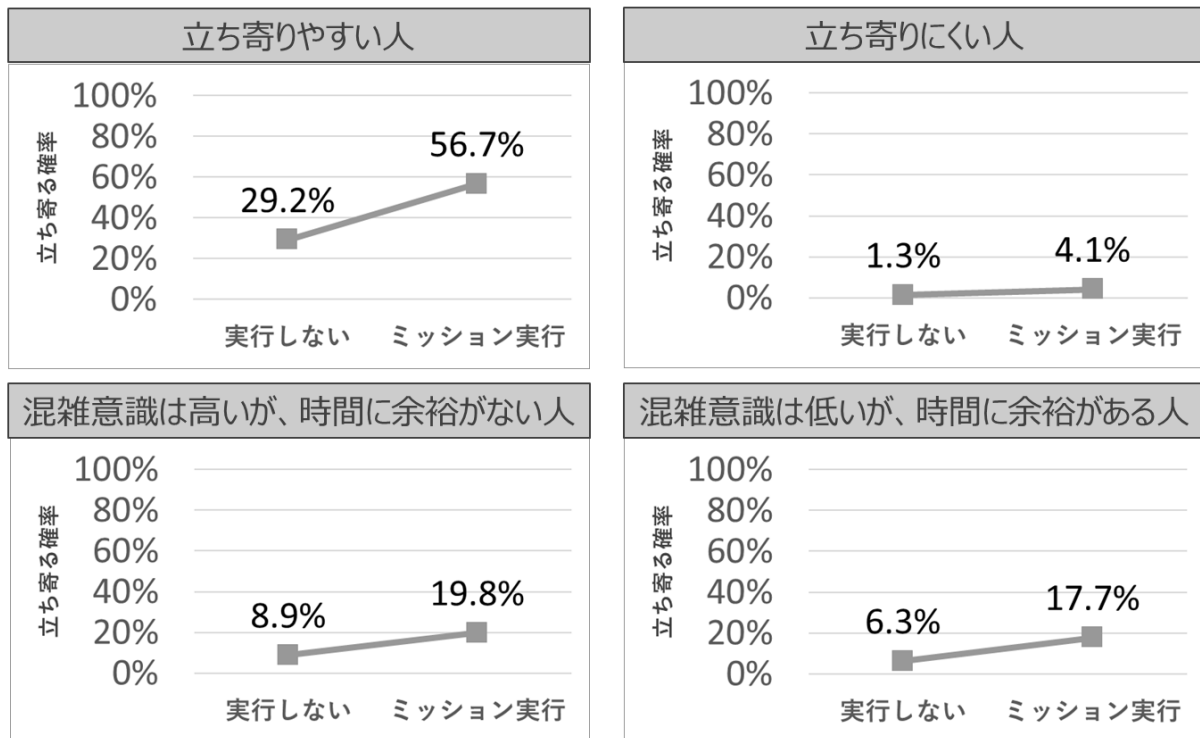 立ち寄りやすい人
立ち寄る確率
100%
80%
60%
40%
20%
0%
29.2%
56.7%
実行しない
ミッション実行
立ち寄りにくい人
立ち寄る確率
100%
80%
60%
40%
20%
0%
1.3%
4.1%
実行しない
ミッション実行
混雑意識は高いが、時間に余裕がない人
立ち寄る確率
100%
80%
60%
40%
20%
0%
8.9%
19.8%
実行しない
ミッション実行
混雑意識は低いが、時間に余裕がある人
立ち寄る確率
100%
80%
60%
40%
20%
0%
6.3%
17.7%
実行しない
ミッション実行